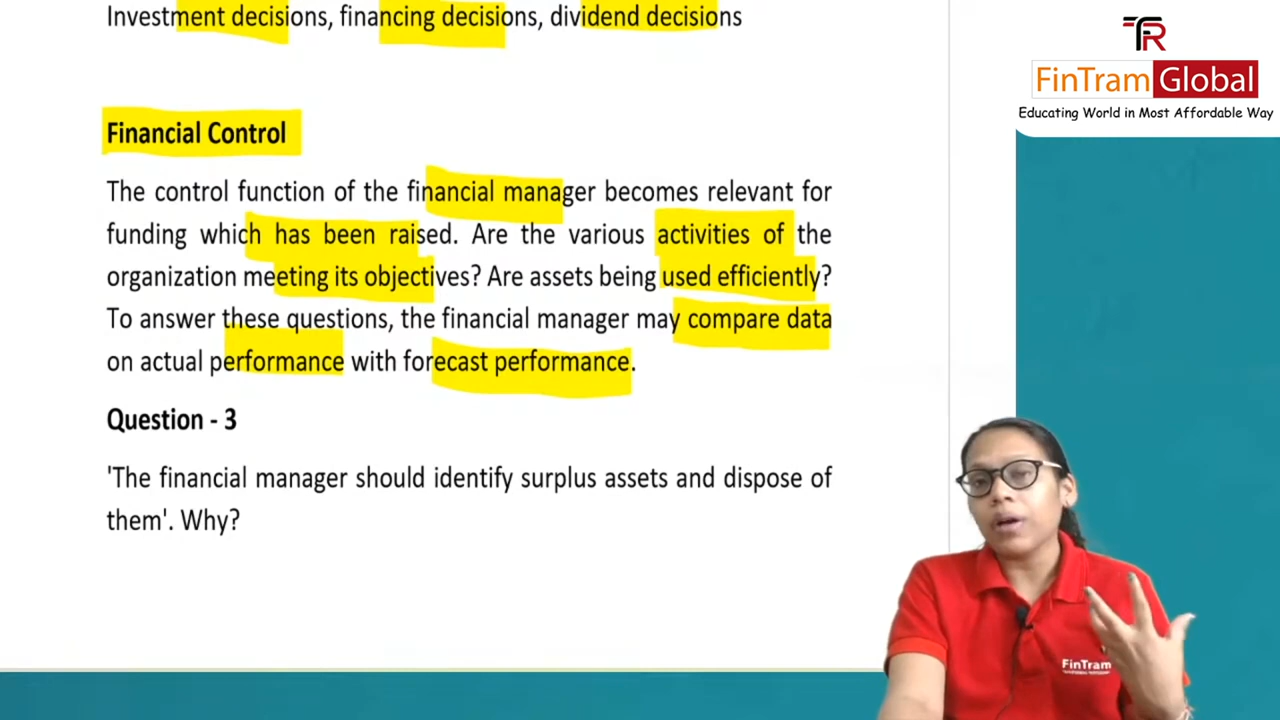 Investment decisions, financing decisions, dividend decisions
TR
FinTram Global
Educating World in Most Affordable Way
Financial Control
The control function of the financial manager becomes relevant for
funding which has been raised. Are the various activities of the
organization meeting its objectives? Are assets being used efficiently?
To answer these questions, the financial manager may compare data
on actual performance with forecast performance.
Question - 3
'The financial manager should identify surplus assets and dispose of
them'. Why?
FinTram